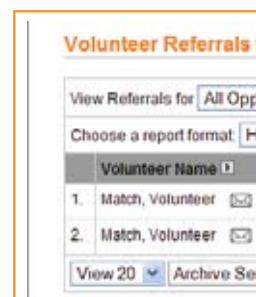 Volunteer Referrals
View Referrals for All Opp
Choose a report format H
Volunteer Name
1. Match, Volunteer
2. Match, Volunteer
View 20 Archive Se